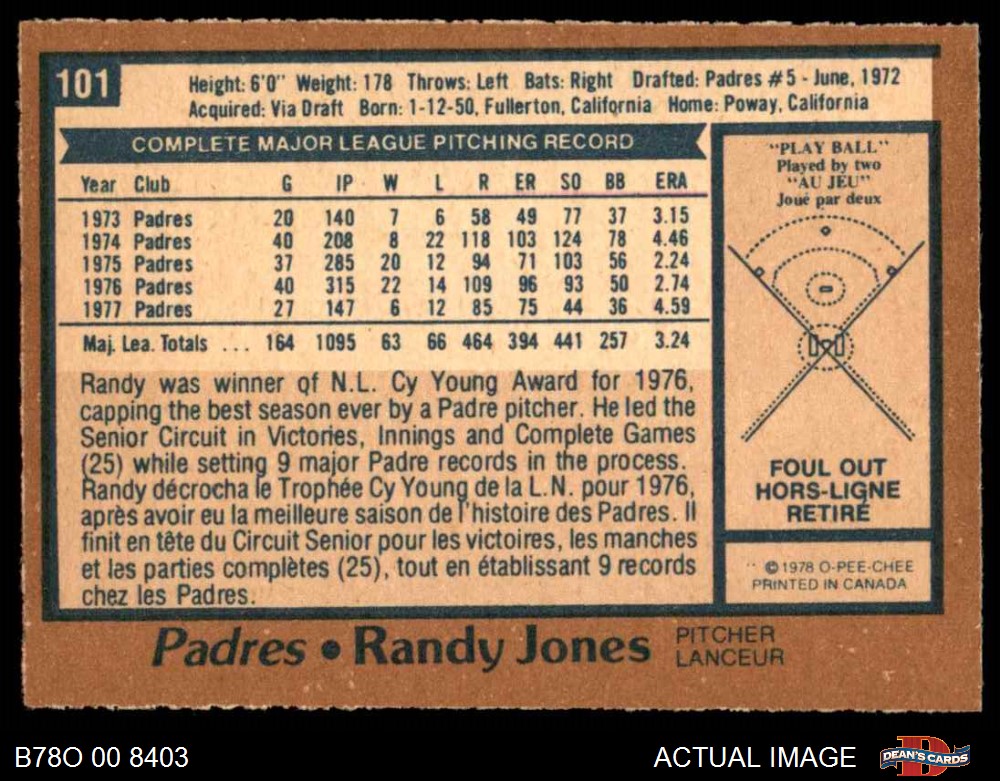 101
Height: 6'0" Weight: 178 Throws: Left Bats: Right Drafted: Padres #5 - June, 1972
Acquired: Via Draft Born: 1-12-50, Fullerton, California Home: Poway, California
COMPLETE MAJOR LEAGUE PITCHING RECORD
Year Club G IP W L R ER SO BB ERA
1973 Padres 20 140 7 6 58 49 77 37 3.15
1974 Padres 40 208 8 22 118 103 124 78 4.46
1975 Padres 37 285 20 12 94 71 103 56 2.24
1976 Padres 40 315 22 14 109 96 93 50 2.74
1977 Padres 27 147 6 12 85 75 44 36 4.59
Maj. Lea. Totals ... 164 1095 63 66 464 394 441 257 3.24
Randy was winner of N.L. Cy Young Award for 1976,
capping the best season ever by a Padre pitcher. He led the
Senior Circuit in Victories, Innings and Complete Games
(25) while setting 9 major Padre records in the process.
Randy décrocha le Trophée Cy Young de la L.N. pour 1976,
après avoir eu la meilleure saison de l'histoire des Padres. Il
finit en tête du Circuit Senior pour les victoires, les manches
et les parties complètes (25), tout en établissant 9 records
chez les Padres.
"PLAY BALL"
Played by two
"AU JEU"
Joué par deux
FOUL OUT
HORS-LIGNE
RETIRÉ
©1978 O-PEE-CHEE
PRINTED IN CANADA
Padres • Randy Jones PITCHER
LANCEUR
B78O 00 8403
ACTUAL IMAGE
DEAN'S CARDS